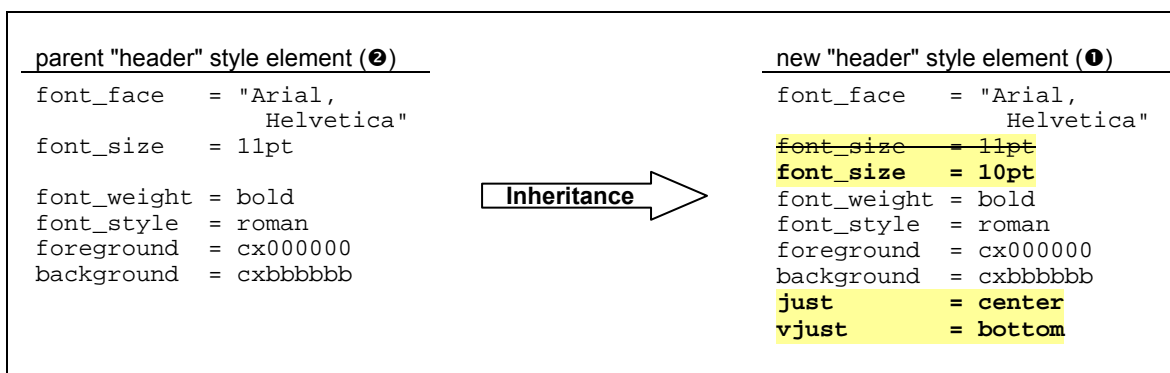 parent "header" style element (❷)
font_face = "Arial,
Helvetica"
font_size = 11pt
font_weight = bold
font_style = roman
foreground = cx000000
background = cxbbbbbb
Inheritance
new "header" style element (❶)
font_face = "Arial,
Helvetica"
font_size = 11pt
font_size = 10pt
font_weight = bold
font_style = roman
foreground = cx000000
background = cxbbbbbb
just = center
vjust = bottom